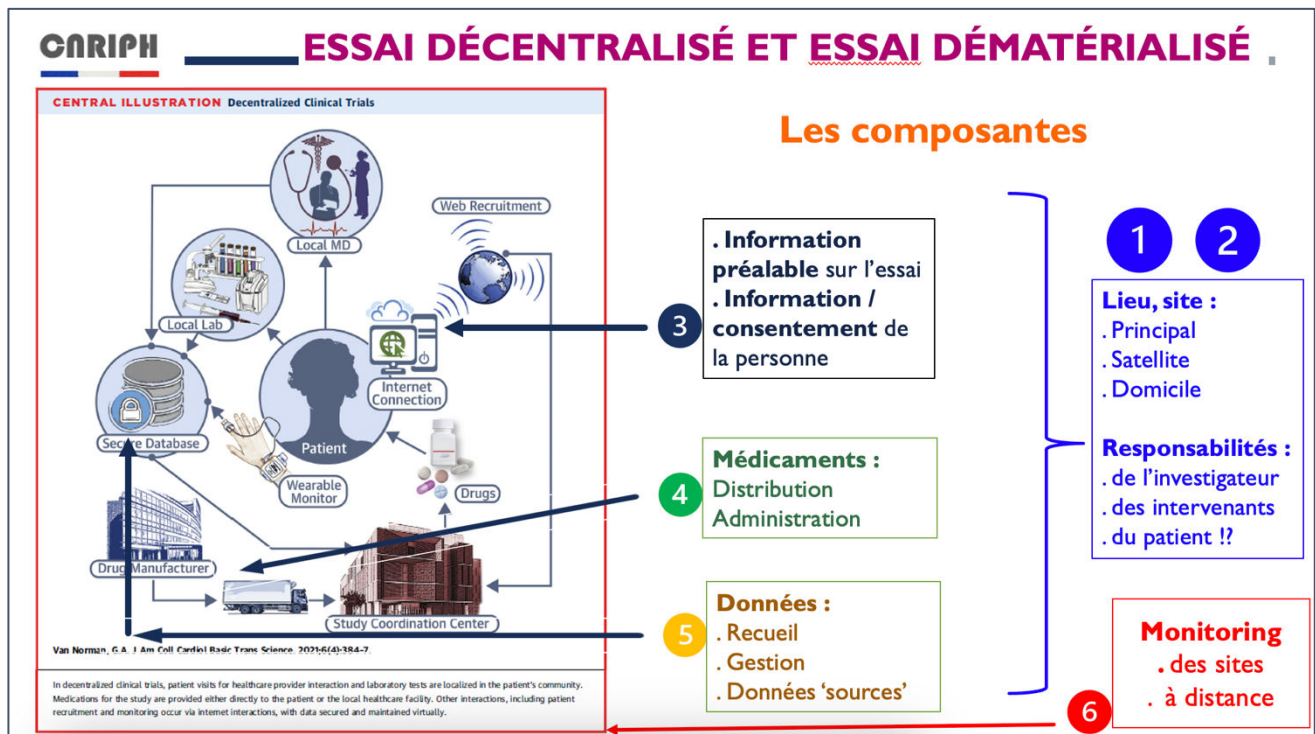 CNRIPH
ESSAI DÉCENTRALISÉ ET ESSAI DÉMATÉRIALISÉ .
CENTRAL ILLUSTRATION Decentralized Clinical Trials
Local MD
Web Recruitment
Local Lab
Internet
Connection
Secure Database
Patient
Wearable
Monitor
Drugs
Drug Manufacturer
Study Coordination Center
Van Norman, G.A. J Am Coll Cardiol Basic Trans Science. 2021;6(4):384–7.
In decentralized clinical trials, patient visits for healthcare provider interaction and laboratory tests are localized in the patient's community.
Medications for the study are provided either directly to the patient or the local healthcare facility. Other interactions, including patient
recruitment and monitoring occur via internet interactions, with data secured and maintained virtually.
Les composantes
3
. Information
préalable sur l'essai
. Information /
consentement de
la personne
4
Médicaments :
Distribution
Administration
5
Données :
. Recueil
. Gestion
. Données 'sources'
1 2
Lieu, site :
. Principal
. Satellite
. Domicile
Responsabilités :
. de l'investigateur
. des intervenants
. du patient !?
6
Monitoring
. des sites
. à distance